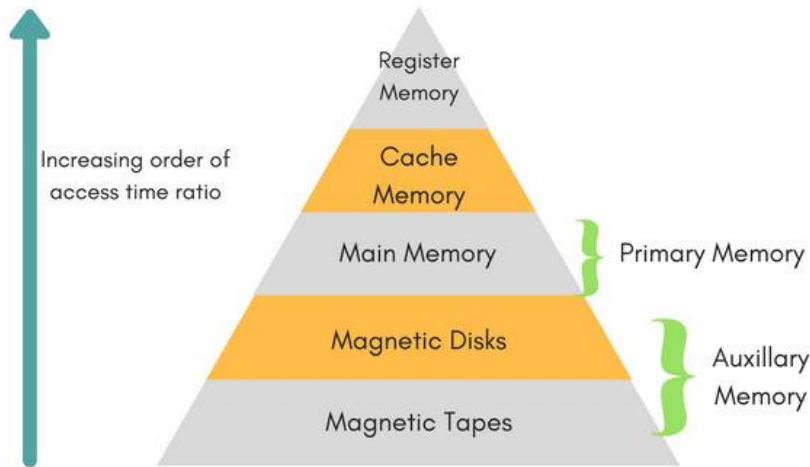 Register
Memory
Increasing order of
access time ratio
Cache
Memory
Main Memory
Primary Memory
Magnetic Disks
Auxillary
Memory
Magnetic Tapes